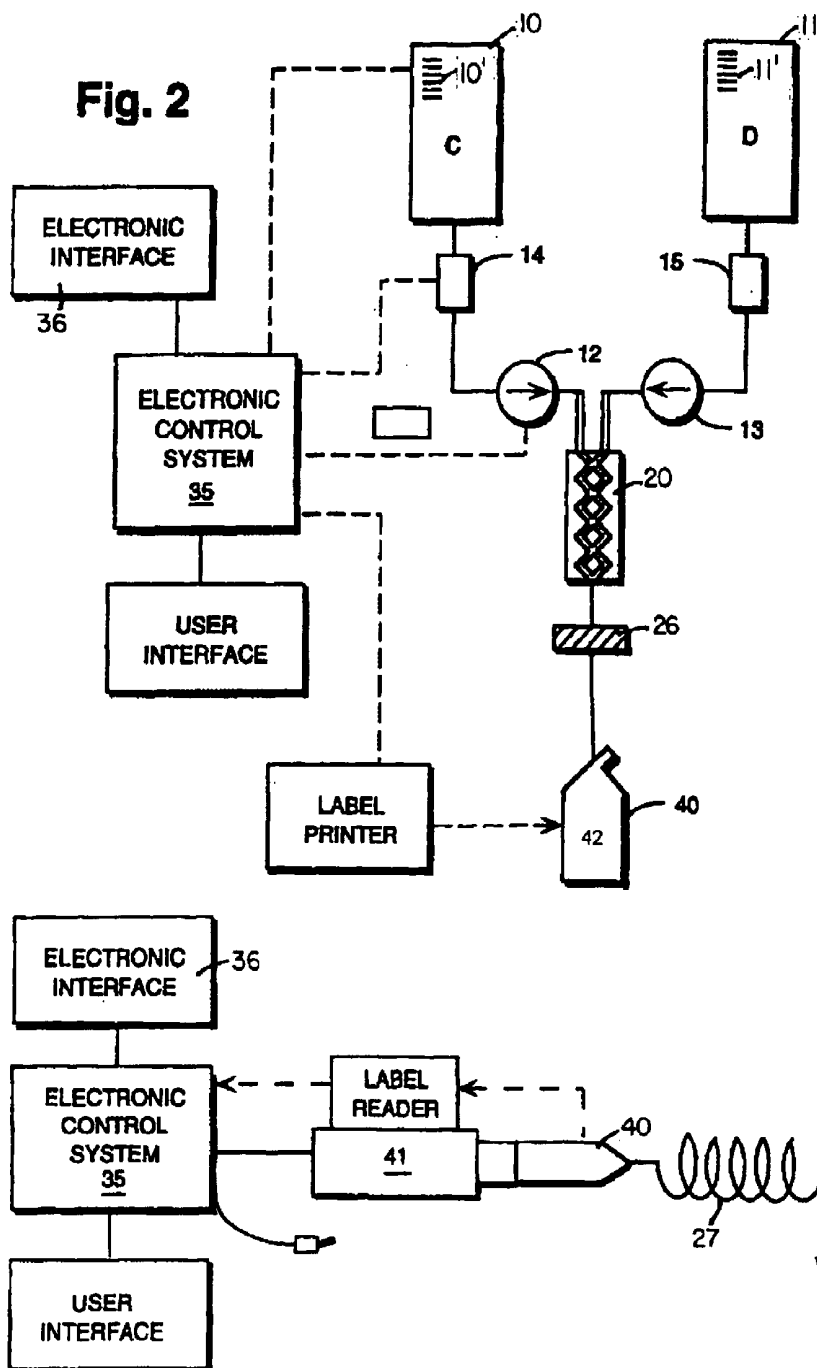 Fig. 2
10
11
10'
11'
C
D
ELECTRONIC
INTERFACE
36
14
15
12
13
ELECTRONIC
CONTROL
SYSTEM
35
20
USER
INTERFACE
26
LABEL
PRINTER
40
42
ELECTRONIC
INTERFACE
36
ELECTRONIC
CONTROL
SYSTEM
35
LABEL
READER
41
40
27
USER
INTERFACE